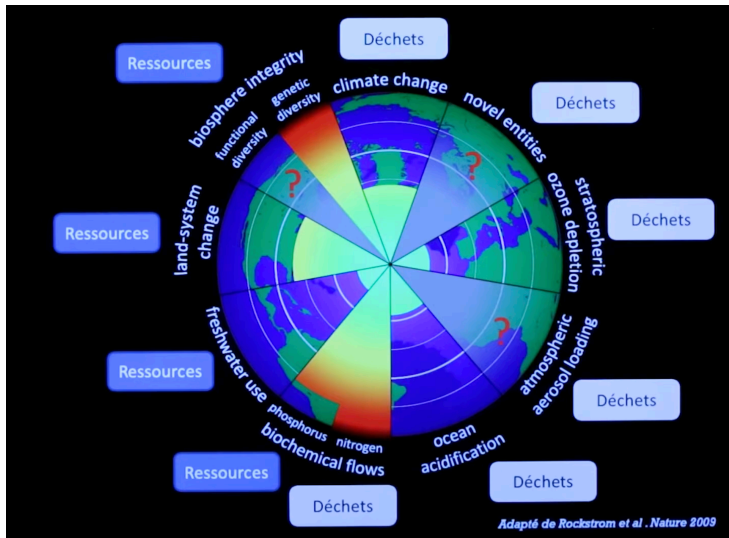 Déchets
Ressources
climate change
biosphere integrity
genetic
diversity
functional
diversity
novel entities
Déchets
?
?
stratospheric
ozone depletion
Déchets
land-system
change
Ressources
?
atmospheric
aerosol loading
Déchets
freshwater use
Ressources
phosphorus
nitrogen
biochemical flows
ocean
acidification
Ressources
Déchets
Déchets
Adapté de Rockstrom et al . Nature 2009